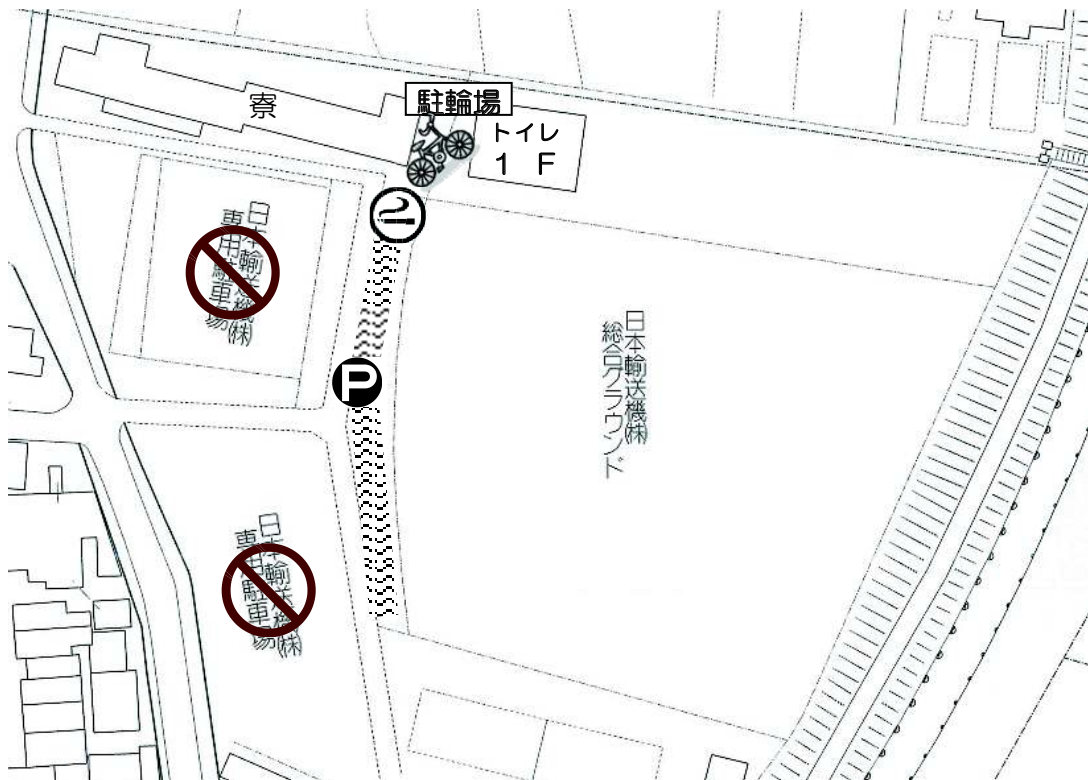 駐輪場
寮
トイレ
1 F
日本輸送機㈱
専用駐車場
日本輸送機㈱
総合グラウンド
P
日本輸送機㈱
専用駐車場